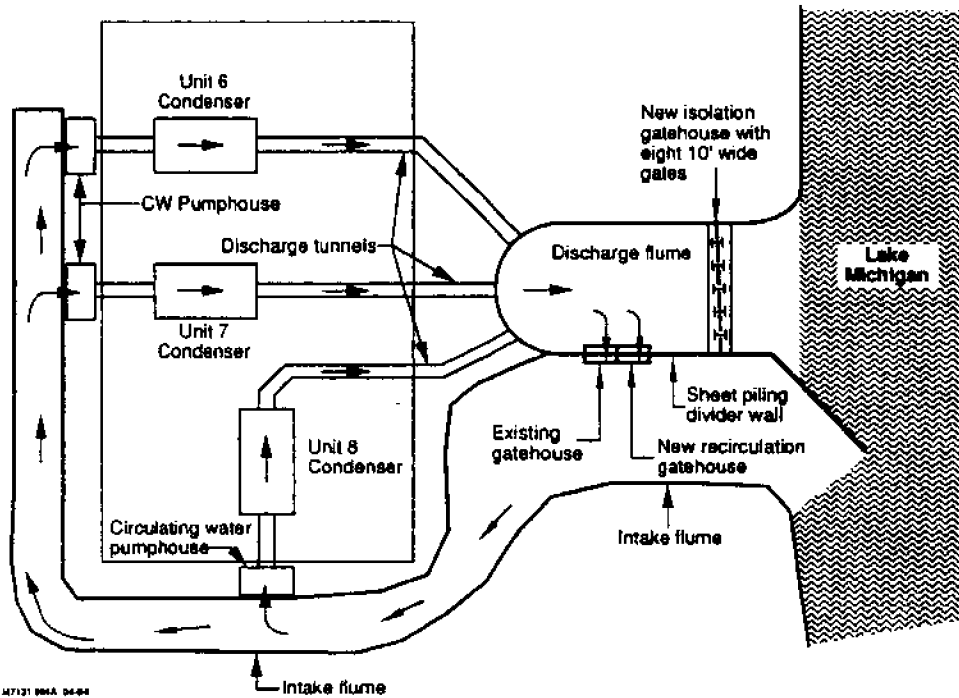 Unit 6
Condenser
New isolation
gatehouse with
eight 10' wide
gates
CW Pumphouse
Discharge tunnels
Discharge flume
Lake
Michigan
Unit 7
Condenser
Unit 8
Condenser
Existing
gatehouse
Sheet piling
divider wall
New recirculation
gatehouse
Circulating water
pumphouse
Intake flume
Intake flume